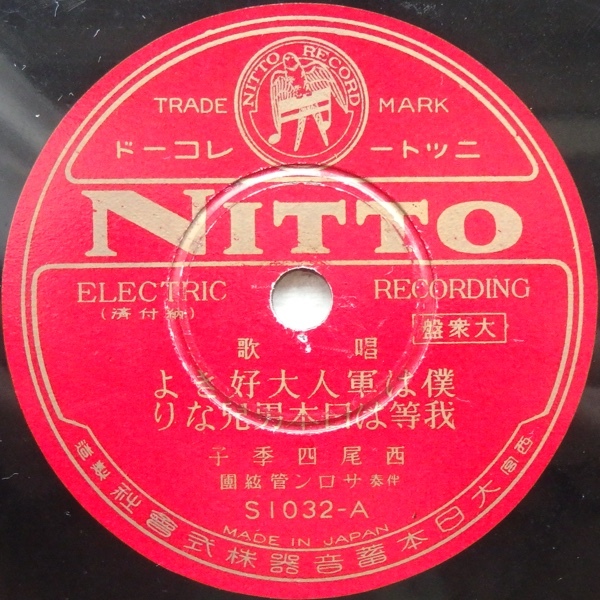 NITTO RECORD
TRADE MARK
ニットー レコード
NITTO
ELECTRIC RECORDING
(納付済)
大衆盤
唱歌
僕は軍人大好きよ
我等は日本男兒なり
西尾四季子
伴奏 サロン管絃團
S1032-A
MADE IN JAPAN
西宮 大日本蓄音器株式會社 製造